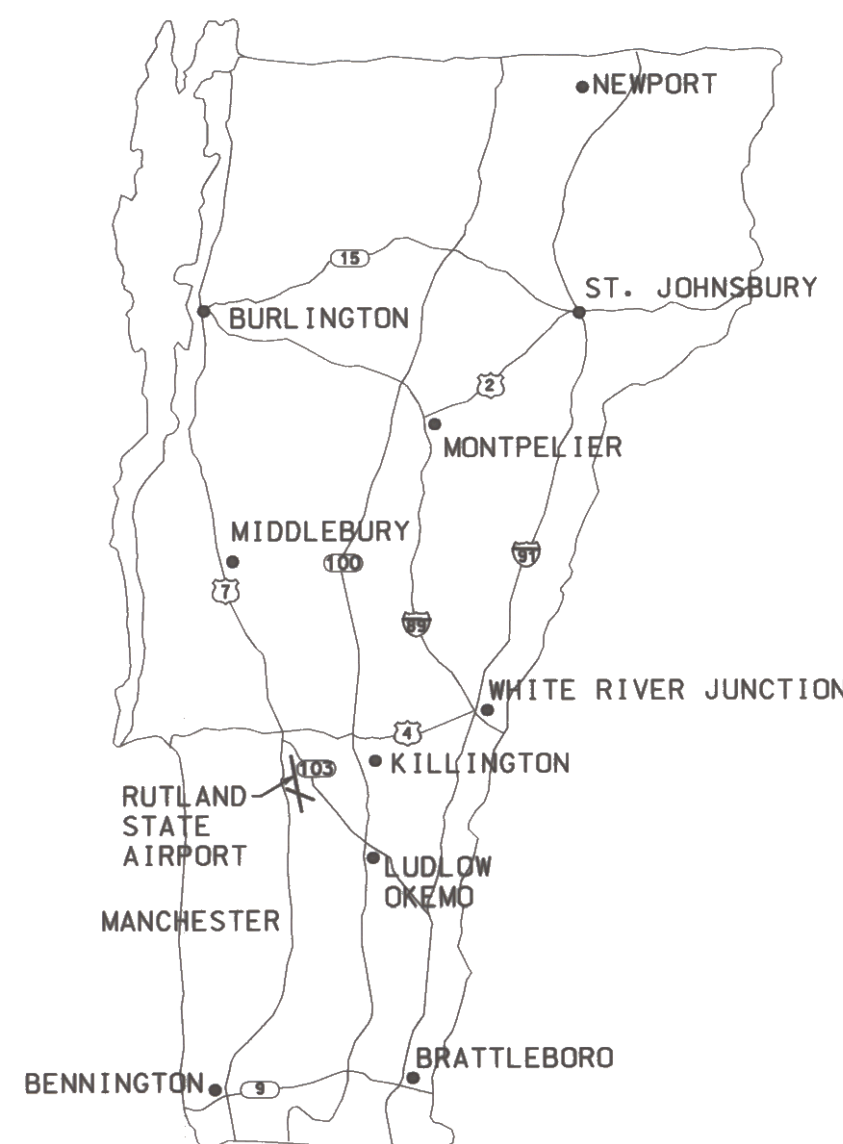 NEWPORT
15
ST. JOHNSBURY
BURLINGTON
2
MONTPELIER
MIDDLEBURY
100
91
7
89
WHITE RIVER JUNCTION
4
103
KILLINGTON
RUTLAND
STATE
AIRPORT
LUDLOW
OKEMO
MANCHESTER
BRATTLEBORO
BENNINGTON
9